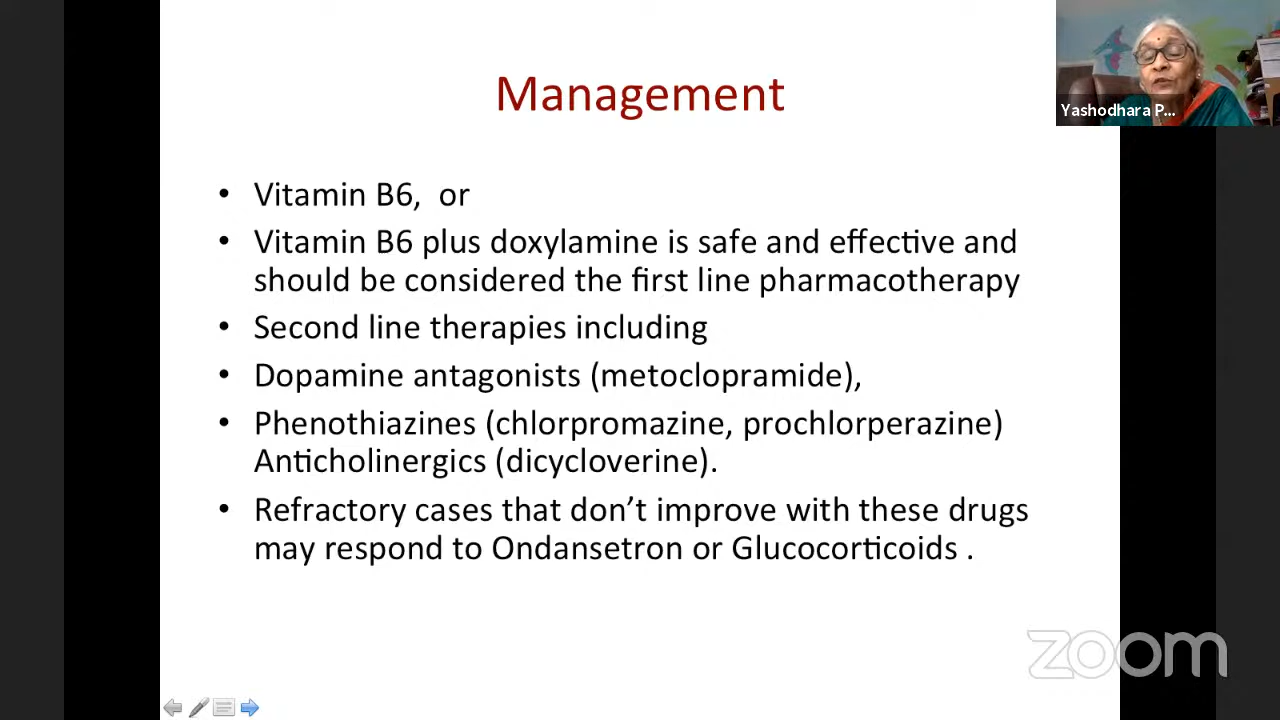 Management
Yashodhara P...
• Vitamin B6, or
• Vitamin B6 plus doxylamine is safe and effective and
should be considered the first line pharmacotherapy
• Second line therapies including
• Dopamine antagonists (metoclopramide),
• Phenothiazines (chlorpromazine, prochlorperazine)
Anticholinergics (dicycloverine).
• Refractory cases that don’t improve with these drugs
may respond to Ondansetron or Glucocorticoids .
zoom